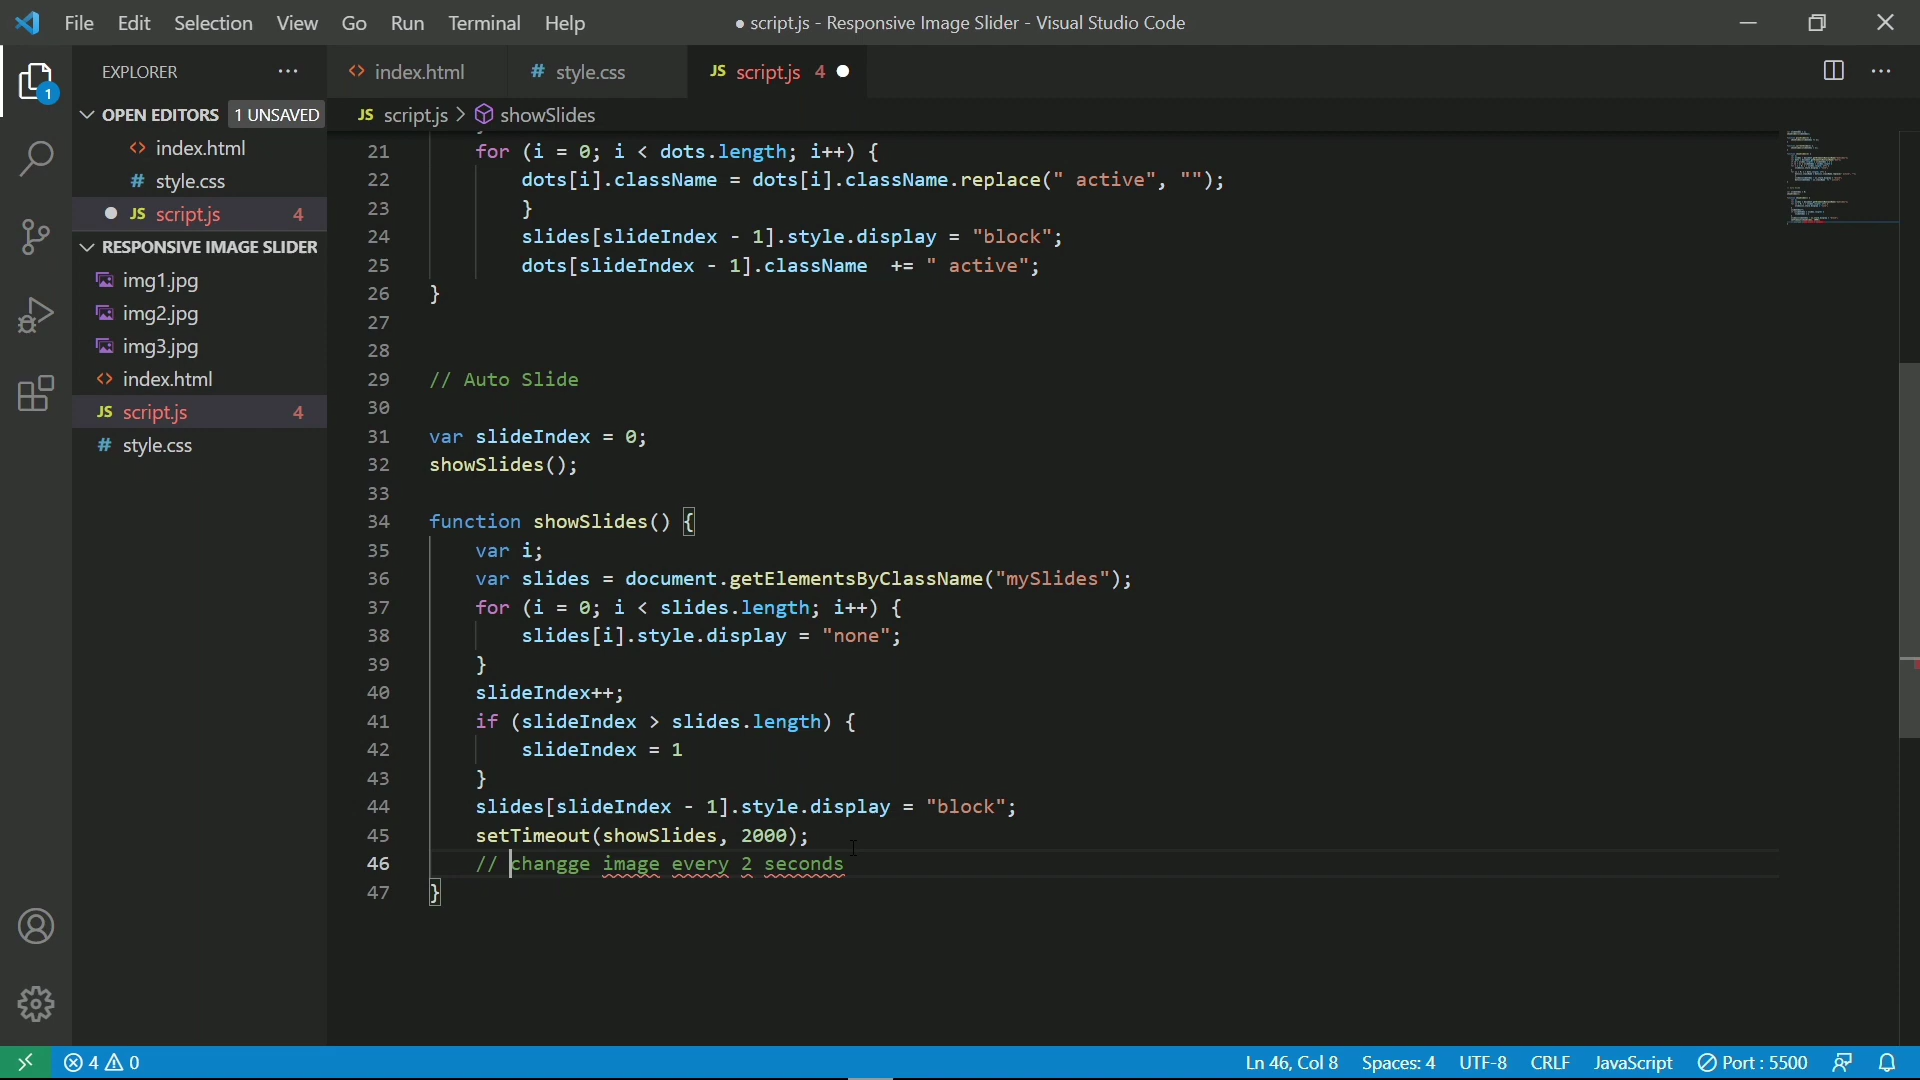 File Edit Selection View Go Run Terminal Help
● script.js - Responsive Image Slider - Visual Studio Code
EXPLORER ···
<> index.html
# style.css
JS script.js 4 ●
OPEN EDITORS 1 UNSAVED
<> index.html
# style.css
● JS script.js 4
RESPONSIVE IMAGE SLIDER
img1.jpg
img2.jpg
img3.jpg
<> index.html
JS script.js 4
# style.css
1
JS script.js > showSlides
21 for (i = 0; i < dots.length; i++) {
22 dots[i].className = dots[i].className.replace(" active", "");
23 }
24 slides[slideIndex - 1].style.display = "block";
25 dots[slideIndex - 1].className += " active";
26 }
27
28
29 // Auto Slide
30
31 var slideIndex = 0;
32 showSlides();
33
34 function showSlides() {
35 var i;
36 var slides = document.getElementsByClassName("mySlides");
37 for (i = 0; i < slides.length; i++) {
38 slides[i].style.display = "none";
39 }
40 slideIndex++;
41 if (slideIndex > slides.length) {
42 slideIndex = 1
43 }
44 slides[slideIndex - 1].style.display = "block";
45 setTimeout(showSlides, 2000);
46 // changge image every 2 seconds
47 }
4 0
Ln 46, Col 8 Spaces: 4 UTF-8 CRLF JavaScript Port : 5500